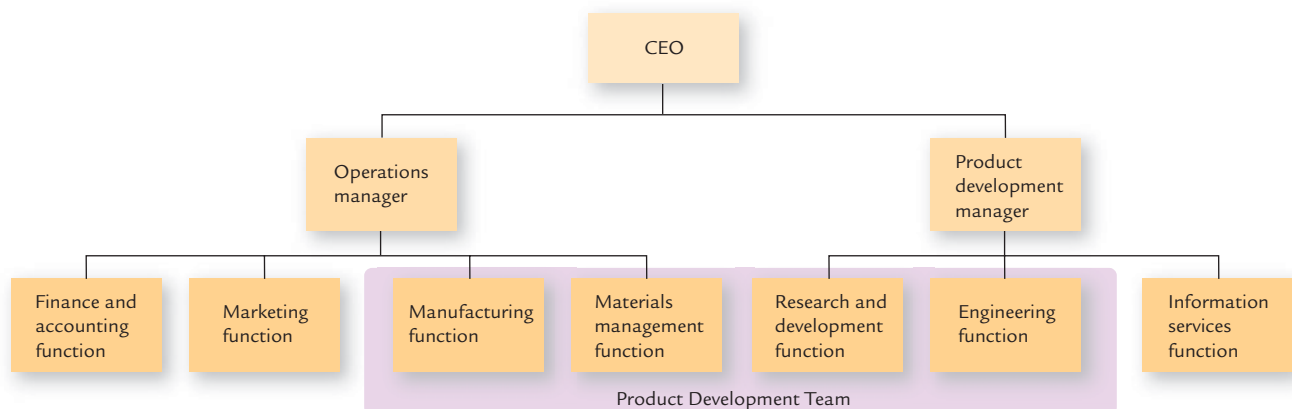 CEO
Operations
manager
Product
development
manager
Finance and
accounting
function
Marketing
function
Manufacturing
function
Materials
management
function
Research and
development
function
Engineering
function
Information
services
function
Product Development Team